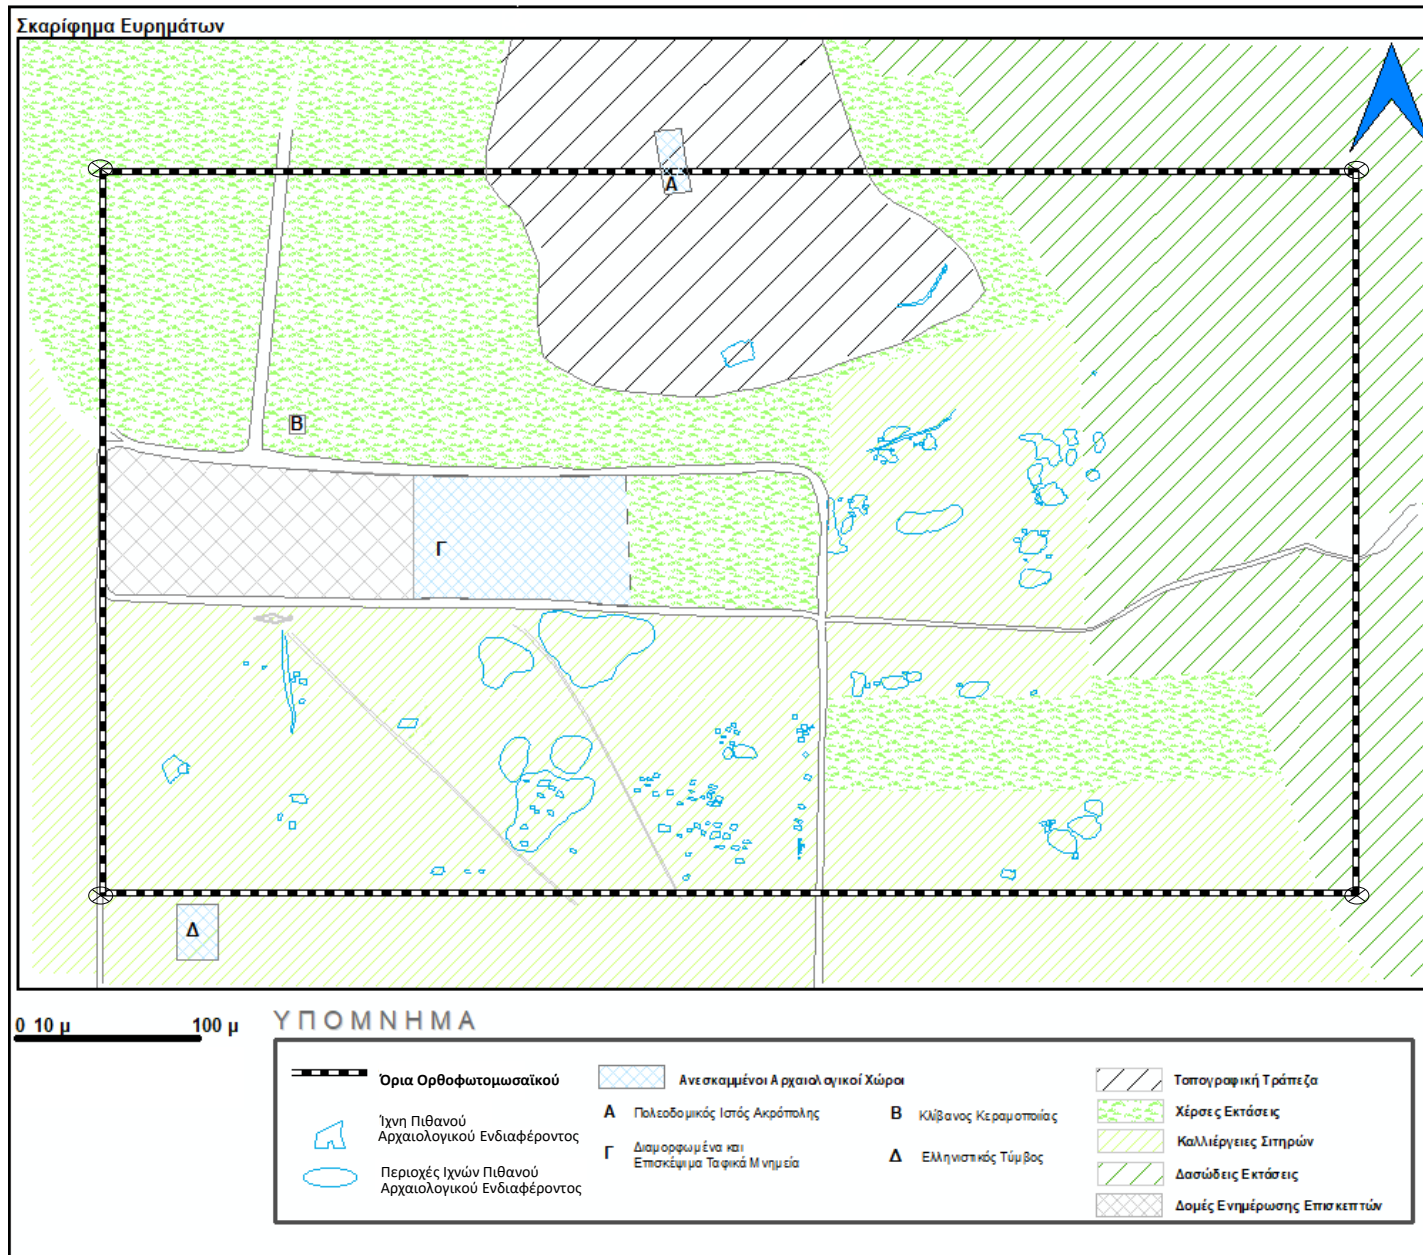 Σκαρίφημα Ευρημάτων
Α
Β
Γ
Δ
0 10 μ 100 μ
ΥΠΟΜΝΗΜΑ
Όρια Ορθοφωτομωσαϊκού
Ίχνη Πιθανού
Αρχαιολογικού Ενδιαφέροντος
Περιοχές Ιχνών Πιθανού
Αρχαιολογικού Ενδιαφέροντος
Ανεσκαμμένοι Αρχαιολογικοί Χώροι
Α Πολεοδομικός Ιστός Ακρόπολης
Β Κλίβανος Κεραμοποιίας
Γ Διαμορφωμένα και
Επισκέψιμα Ταφικά Μνημεία
Δ Ελληνιστικός Τύμβος
Τοπογραφική Τράπεζα
Χέρσες Εκτάσεις
Καλλιέργειες Σιτηρών
Δασώδεις Εκτάσεις
Δομές Ενημέρωσης Επισκεπτών